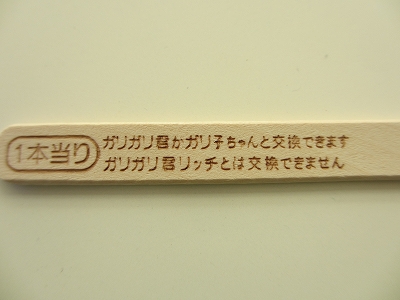 1本当り
ガリガリ君かガリ子ちゃんと交換できます
ガリガリ君リッチとは交換できません